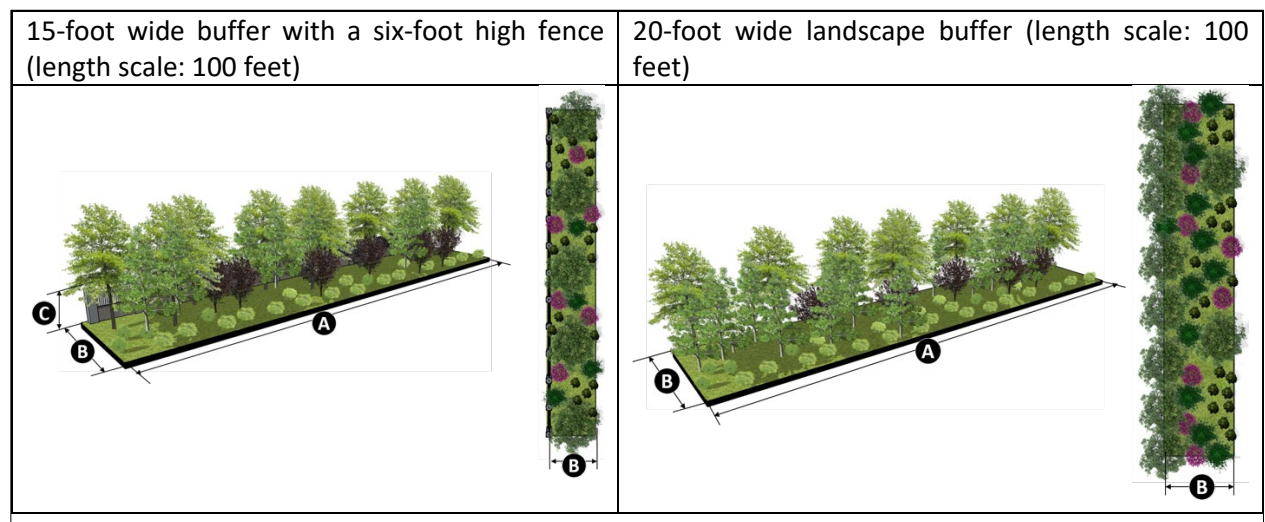 15-foot wide buffer with a six-foot high fence
(length scale: 100 feet)
20-foot wide landscape buffer (length scale: 100
feet)
C
B
A
B
B
A
B